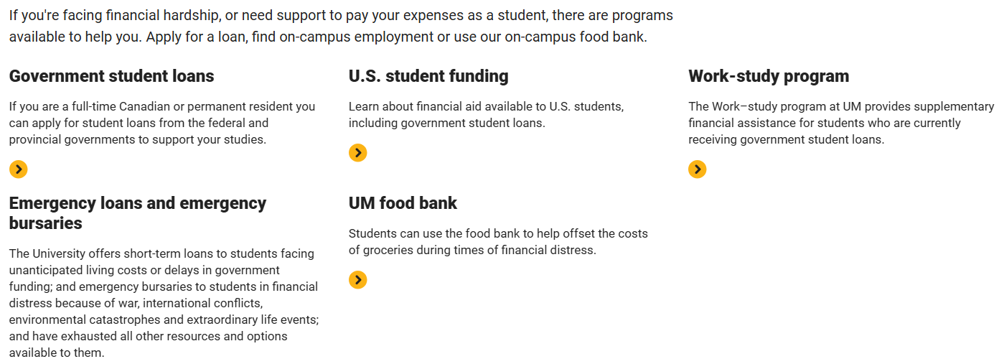 If you're facing financial hardship, or need support to pay your expenses as a student, there are programs
available to help you. Apply for a loan, find on-campus employment or use our on-campus food bank.
Government student loans
If you are a full-time Canadian or permanent resident you
can apply for student loans from the federal and
provincial governments to support your studies.
U.S. student funding
Learn about financial aid available to U.S. students,
including government student loans.
Work-study program
The Work–study program at UM provides supplementary
financial assistance for students who are currently
receiving government student loans.
Emergency loans and emergency
bursaries
The University offers short-term loans to students facing
unanticipated living costs or delays in government
funding; and emergency bursaries to students in financial
distress because of war, international conflicts,
environmental catastrophes and extraordinary life events;
and have exhausted all other resources and options
available to them.
UM food bank
Students can use the food bank to help offset the costs
of groceries during times of financial distress.